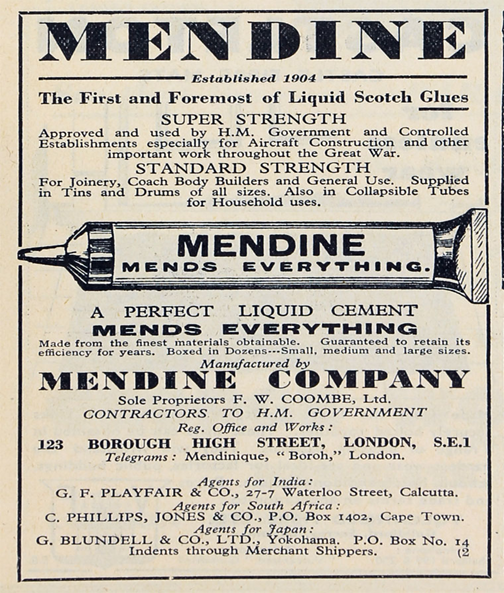 MENDINE
Established 1904
The First and Foremost of Liquid Scotch Glues
SUPER STRENGTH
Approved and used by H.M. Government and Controlled
Establishments especially for Aircraft Construction and other
important work throughout the Great War.
STANDARD STRENGTH
For Joinery, Coach Body Builders and General Use. Supplied
in Tins and Drums of all sizes. Also in Collapsible Tubes
for Household uses.
MENDINE
MENDS EVERYTHING.
A PERFECT LIQUID CEMENT
MENDS EVERYTHING
Made from the finest materials obtainable. Guaranteed to retain its
efficiency for years. Boxed in Dozens---Small, medium and large sizes.
Manufactured by
MENDINE COMPANY
Sole Proprietors F. W. COOMBE, Ltd.
CONTRACTORS TO H.M. GOVERNMENT
Reg. Office and Works:
123 BOROUGH HIGH STREET, LONDON, S.E.1
Telegrams: Mendinique, "Boroh," London.
Agents for India:
G. F. PLAYFAIR & CO., 27-7 Waterloo Street, Calcutta.
Agents for South Africa:
C. PHILLIPS, JONES & CO., P.O. Box 1402, Cape Town.
Agents for Japan:
G. BLUNDELL & CO., LTD., Yokohama. P.O. Box No. 14
Indents through Merchant Shippers. (2